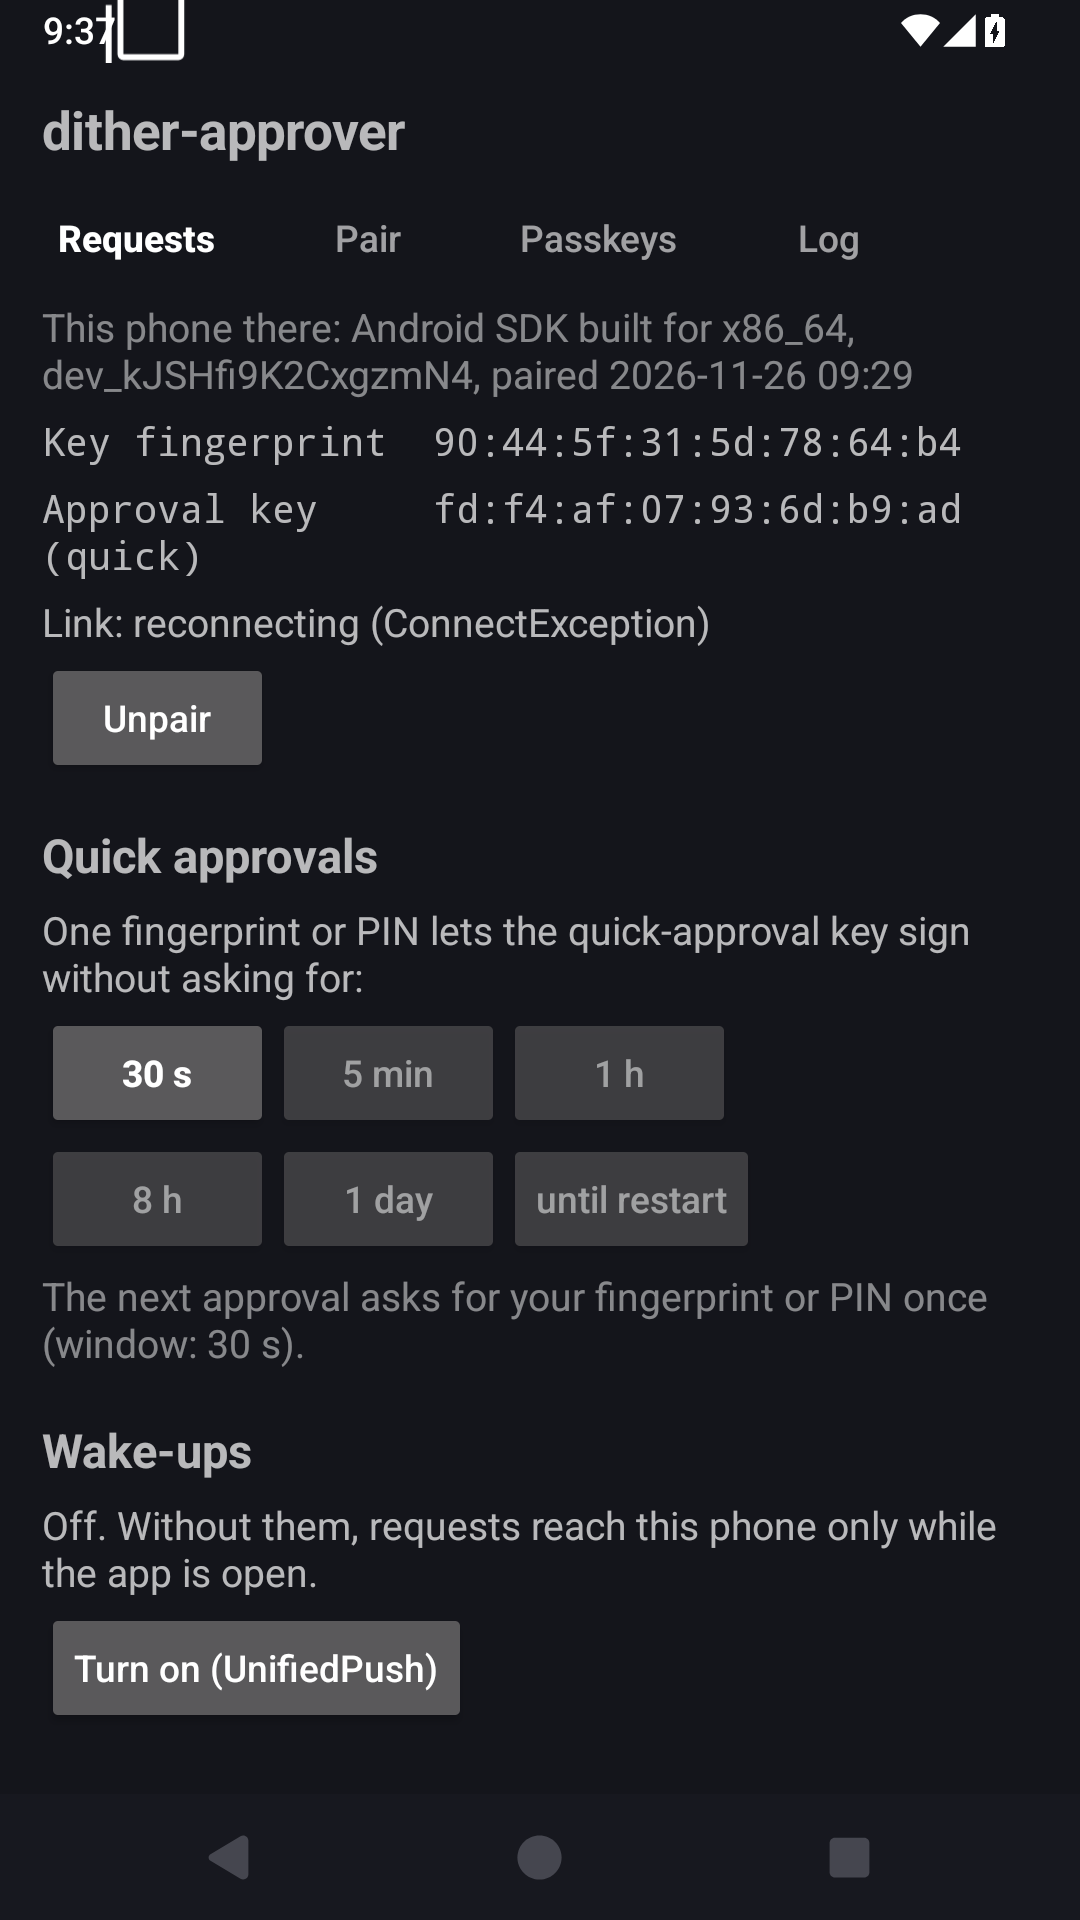 9:37
dither-approver
Requests Pair Passkeys Log
This phone there: Android SDK built for x86_64,
dev_kJSHfi9K2CxgzmN4, paired 2026-11-26 09:29
Key fingerprint 90:44:5f:31:5d:78:64:b4
Approval key fd:f4:af:07:93:6d:b9:ad
(quick)
Link: reconnecting (ConnectException)
Unpair
Quick approvals
One fingerprint or PIN lets the quick-approval key sign
without asking for:
30 s 5 min 1 h
8 h 1 day until restart
The next approval asks for your fingerprint or PIN once
(window: 30 s).
Wake-ups
Off. Without them, requests reach this phone only while
the app is open.
Turn on (UnifiedPush)